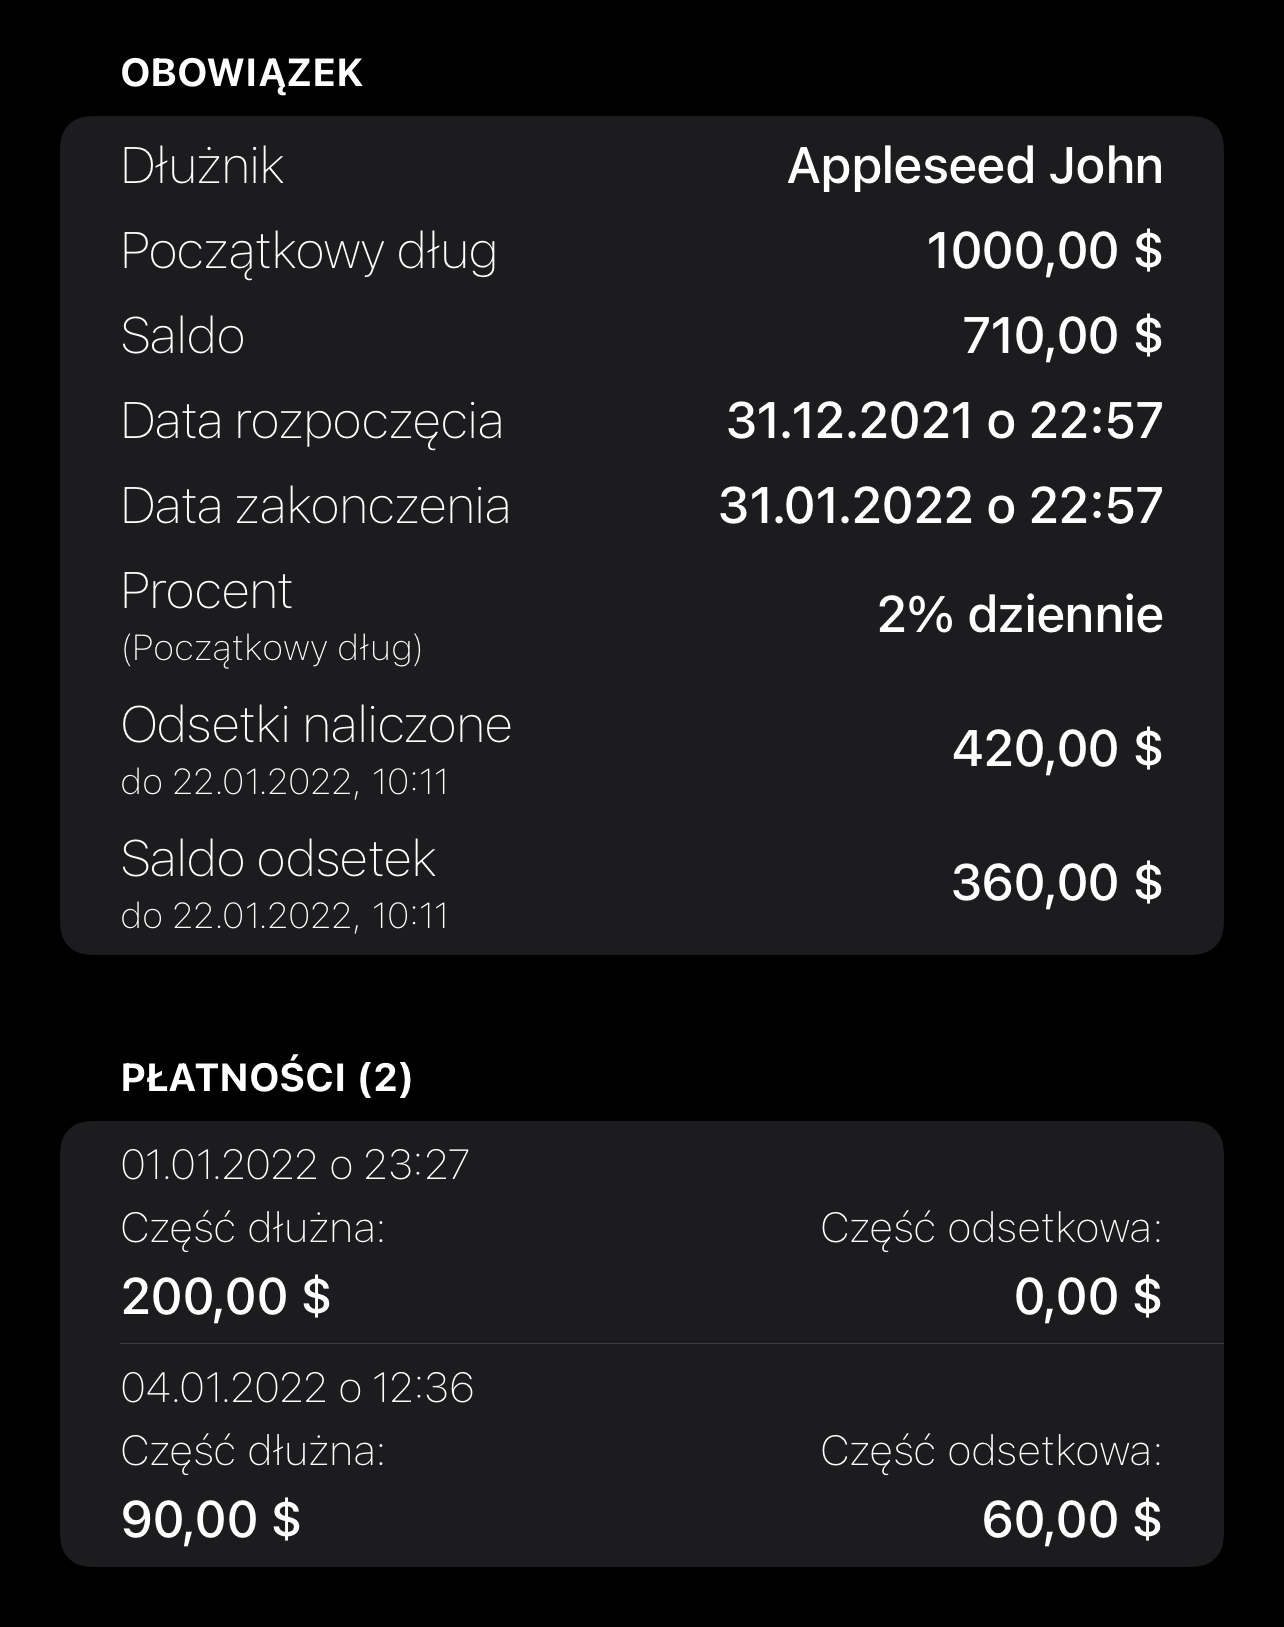 OBOWIĄZEK
Dłużnik Appleseed John
Początkowy dług 1000,00 $
Saldo 710,00 $
Data rozpoczęcia 31.12.2021 o 22:57
Data zakonczenia 31.01.2022 o 22:57
Procent
(Początkowy dług)
2% dziennie
Odsetki naliczone
do 22.01.2022, 10:11
420,00 $
Saldo odsetek
do 22.01.2022, 10:11
360,00 $
PŁATNOŚCI (2)
01.01.2022 o 23:27
Część dłużna: Część odsetkowa:
200,00 $ 0,00 $
04.01.2022 o 12:36
Część dłużna: Część odsetkowa:
90,00 $ 60,00 $